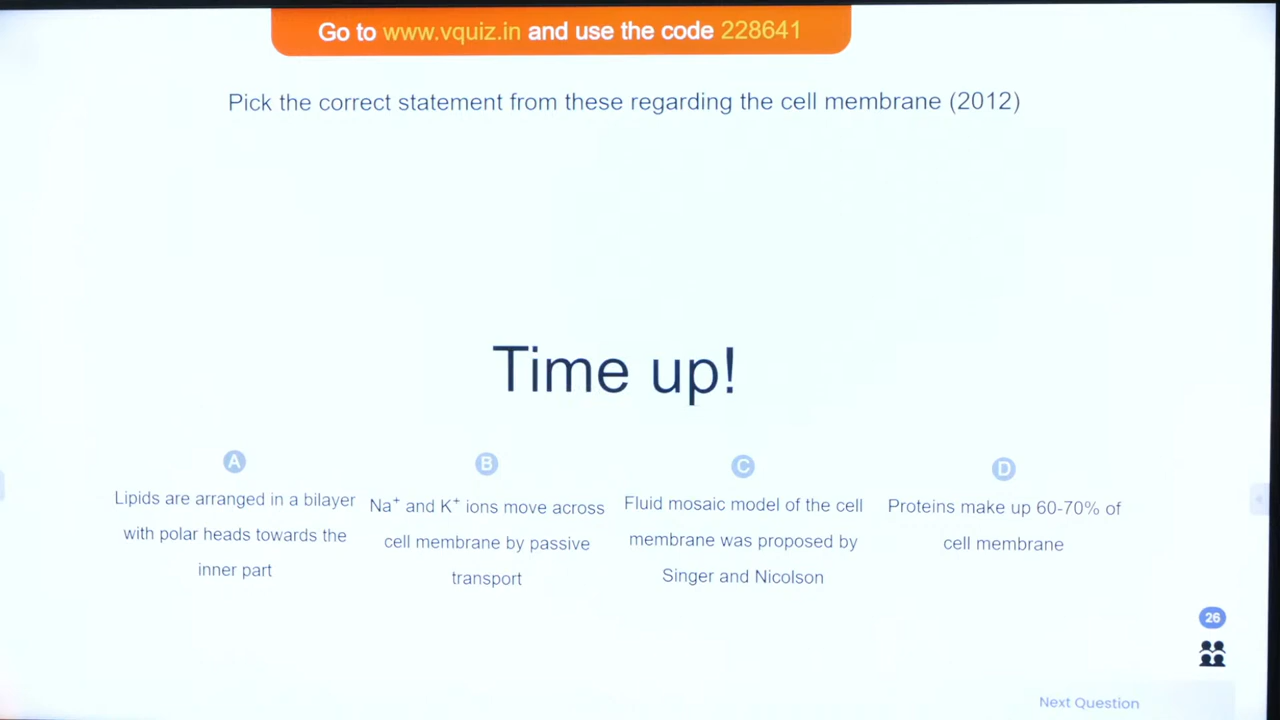 Go to www.vquiz.in and use the code 228641
Pick the correct statement from these regarding the cell membrane (2012)
Time up!
A
Lipids are arranged in a bilayer
with polar heads towards the
inner part
B
Na⁺ and K⁺ ions move across
cell membrane by passive
transport
C
Fluid mosaic model of the cell
membrane was proposed by
Singer and Nicolson
D
Proteins make up 60-70% of
cell membrane
26
Next Question